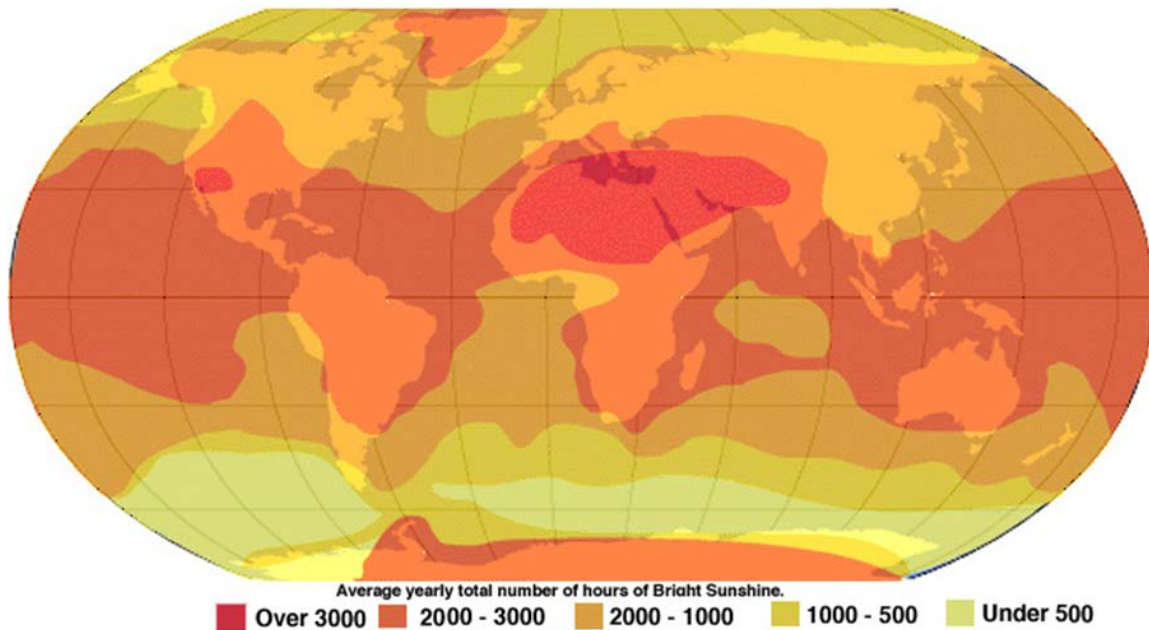 Average yearly total number of hours of Bright Sunshine.
Over 3000 2000 - 3000 2000 - 1000 1000 - 500 Under 500